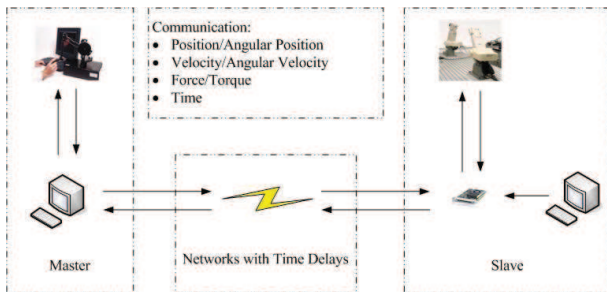 Communication:
• Position/Angular Position
• Velocity/Angular Velocity
• Force/Torque
• Time
Networks with Time Delays
Master
Slave